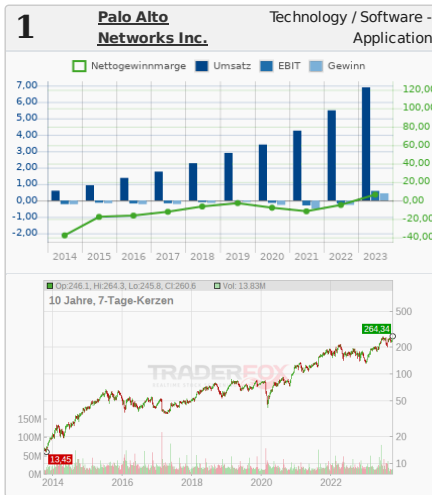 1
Palo Alto
Networks Inc.
Technology / Software -
Application
Nettogewinnmarge Umsatz EBIT Gewinn
7,00 120,00
6,00 100,00
5,00 80,00
4,00 60,00
3,00 40,00
2,00 20,00
1,00 0,00
0,00 -20,00
-1,00 -40,00
-2,00
2014 2015 2016 2017 2018 2019 2020 2021 2022 2023
Op:246.1, Hi:264.3, Lo:245.8, Cl:260.6 Vol: 13.83M
10 Jahre, 7-Tage-Kerzen
264,34
500
200
TRADERFOX
100
50
150M
100M 20
50M 13,45
0M 10
2014 2016 2018 2020 2022